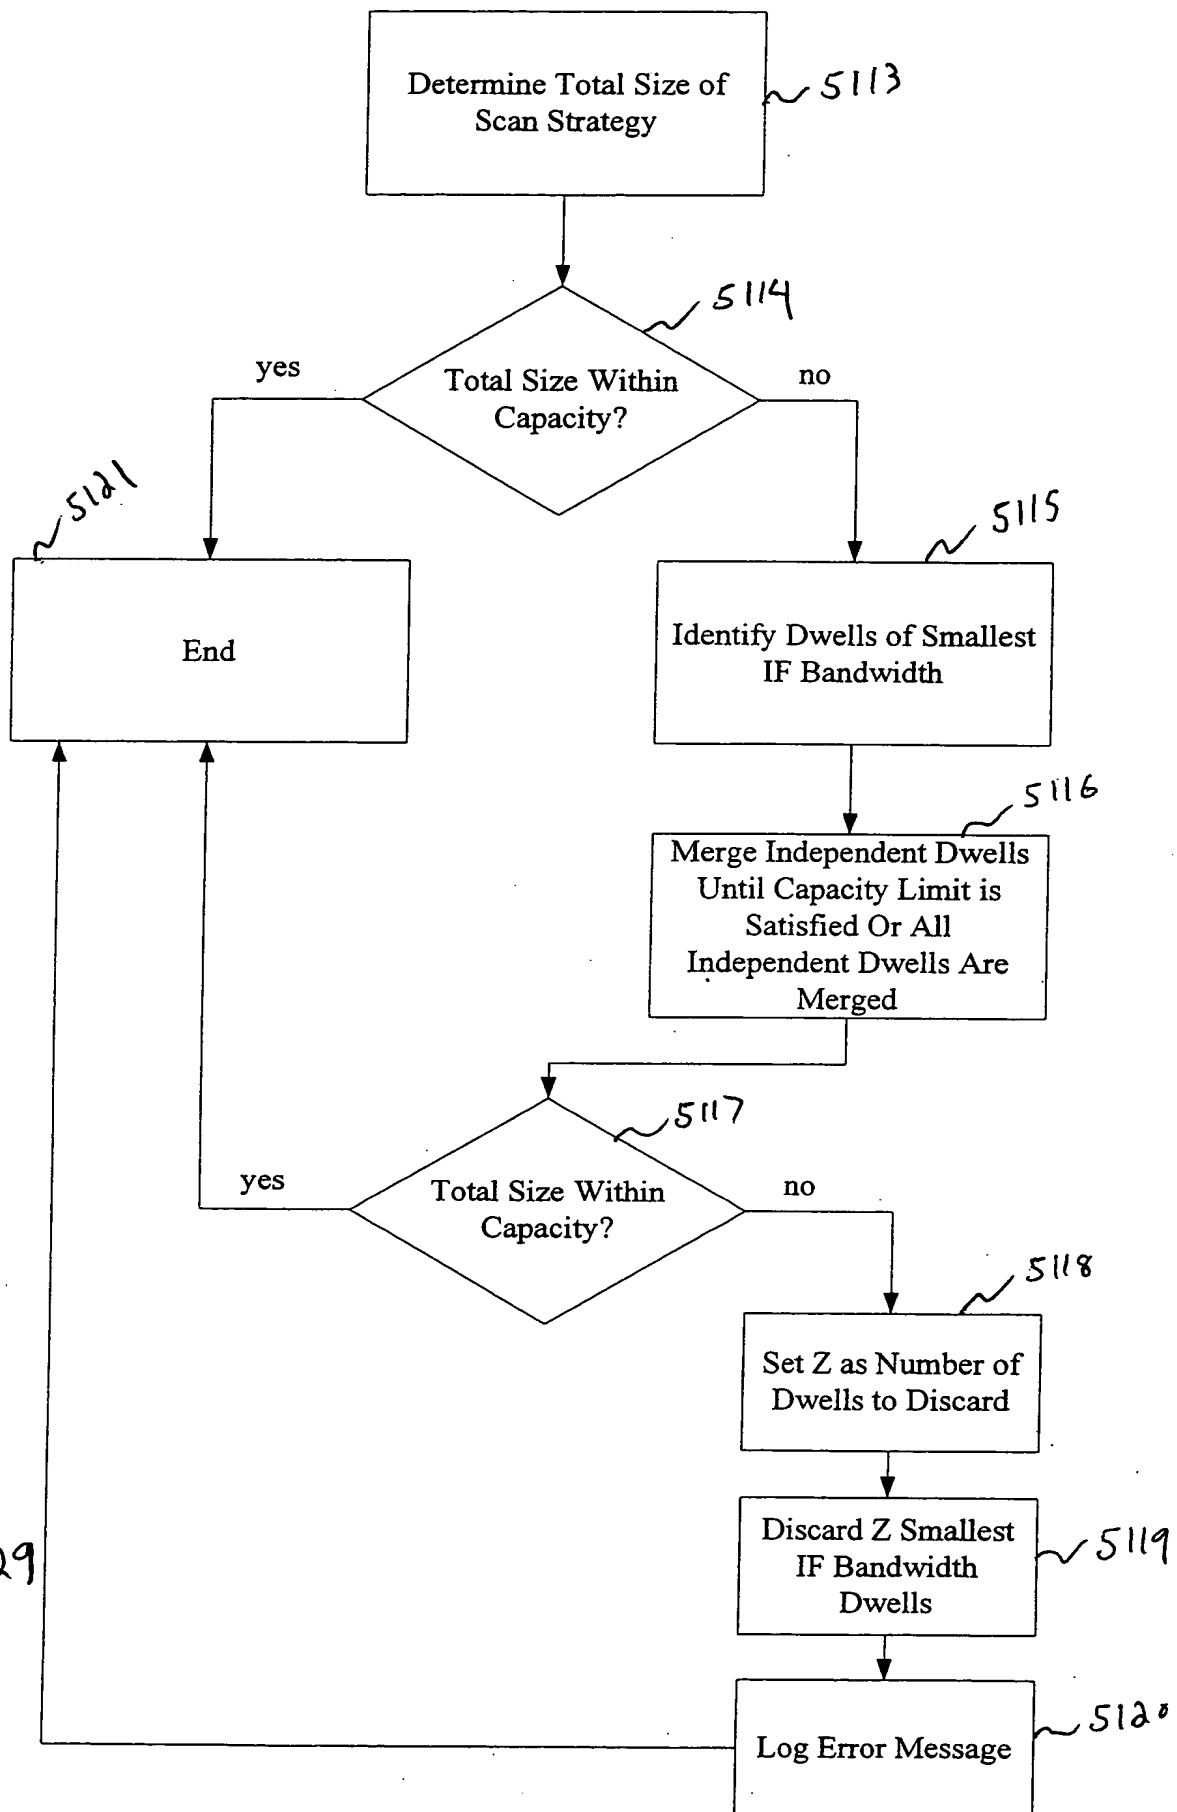 Determine Total Size of
Scan Strategy
5113
5114
yes
Total Size Within
Capacity?
no
5121
5115
End
Identify Dwells of Smallest
IF Bandwidth
5116
Merge Independent Dwells
Until Capacity Limit is
Satisfied Or All
Independent Dwells Are
Merged
5117
yes
Total Size Within
Capacity?
no
5118
Set Z as Number of
Dwells to Discard
29
Discard Z Smallest
IF Bandwidth
Dwells
5119
Log Error Message
5120